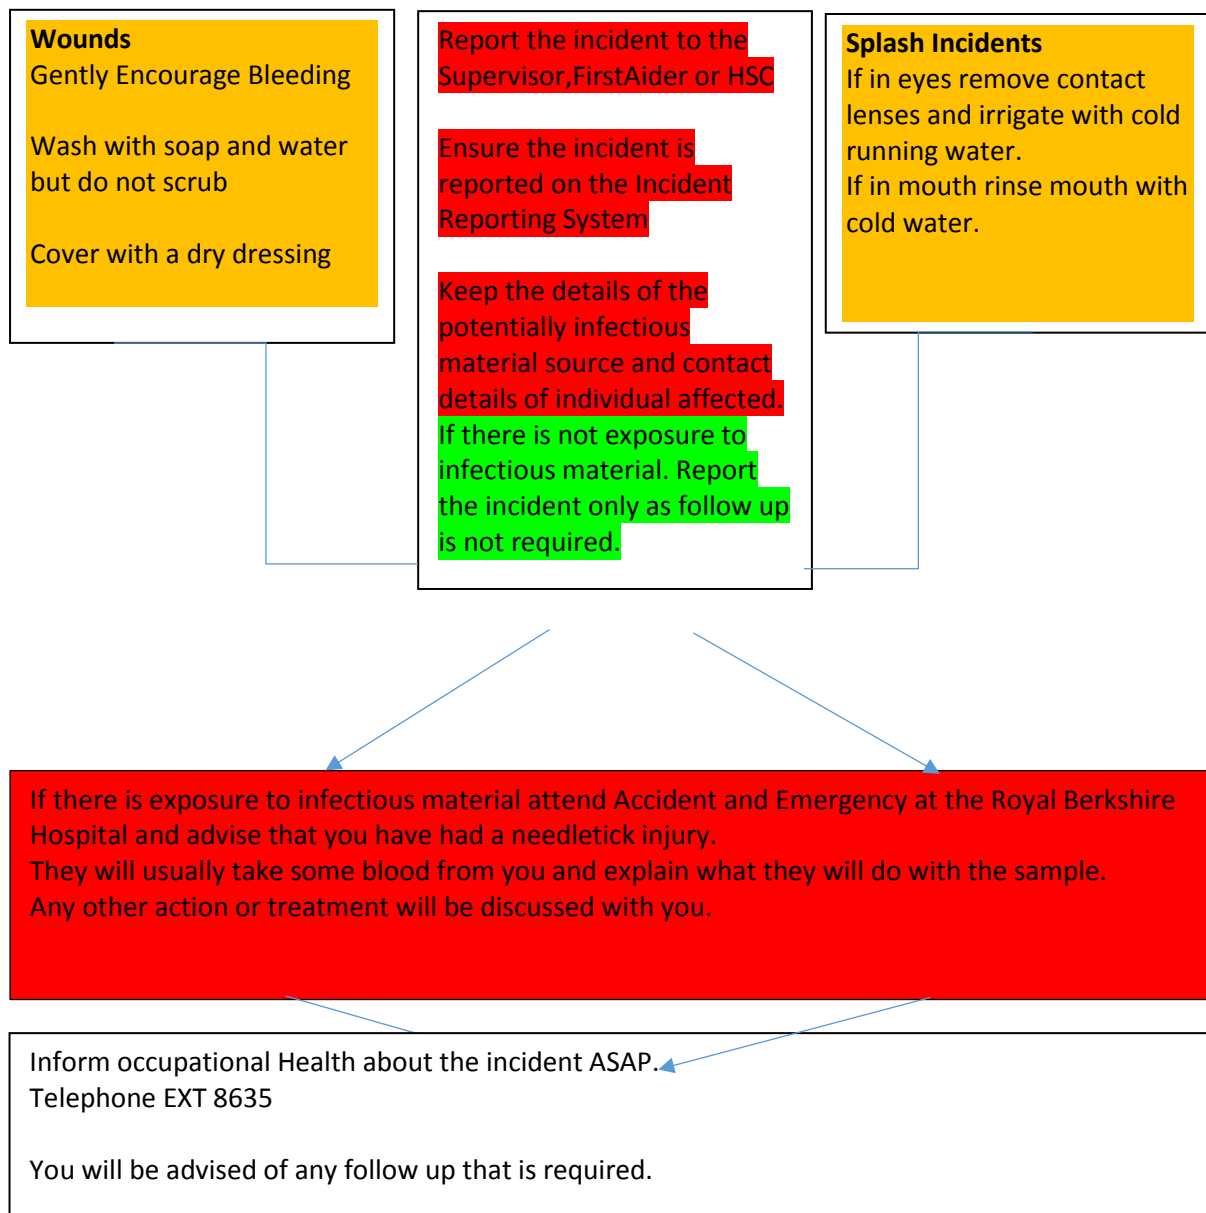 Wounds
Gently Encourage Bleeding
Wash with soap and water
but do not scrub
Cover with a dry dressing
Report the incident to the
Supervisor,FirstAider or HSC
Ensure the incident is
reported on the Incident
Reporting System
Keep the details of the
potentially infectious
material source and contact
details of individual affected.
If there is not exposure to
infectious material. Report
the incident only as follow up
is not required.
Splash Incidents
If in eyes remove contact
lenses and irrigate with cold
running water.
If in mouth rinse mouth with
cold water.
If there is exposure to infectious material attend Accident and Emergency at the Royal Berkshire
Hospital and advise that you have had a needletick injury.
They will usually take some blood from you and explain what they will do with the sample.
Any other action or treatment will be discussed with you.
Inform occupational Health about the incident ASAP.
Telephone EXT 8635
You will be advised of any follow up that is required.